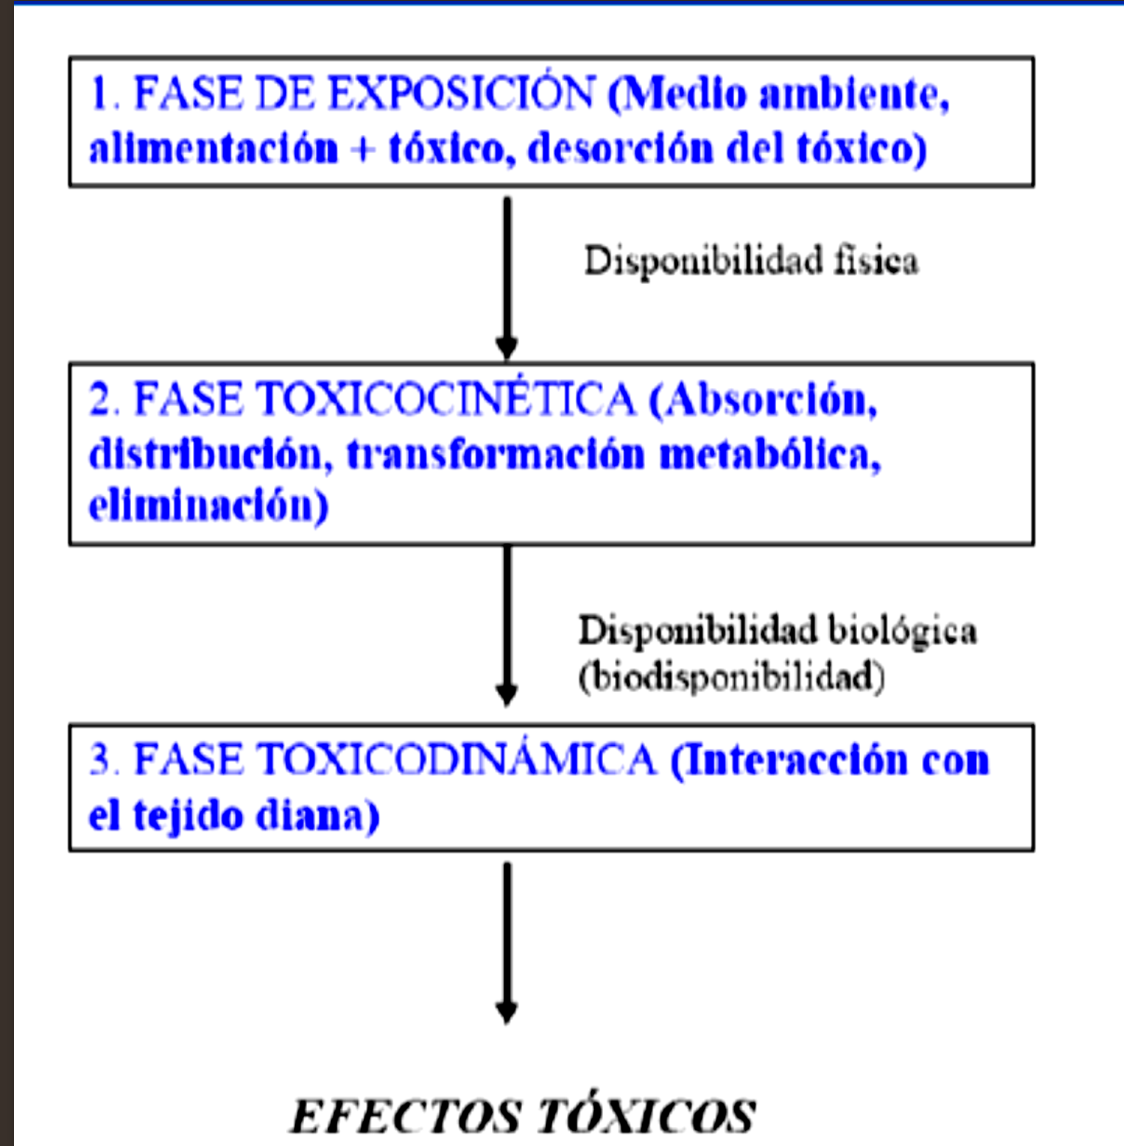 1. FASE DE EXPOSICIÓN (Medio ambiente,
alimentación + tóxico, desorción del tóxico)
Disponibilidad física
2. FASE TOXICOCINÉTICA (Absorción,
distribución, transformación metabólica,
eliminación)
Disponibilidad biológica
(biodisponibilidad)
3. FASE TOXICODINÁMICA (Interacción con
el tejido diana)
EFECTOS TÓXICOS